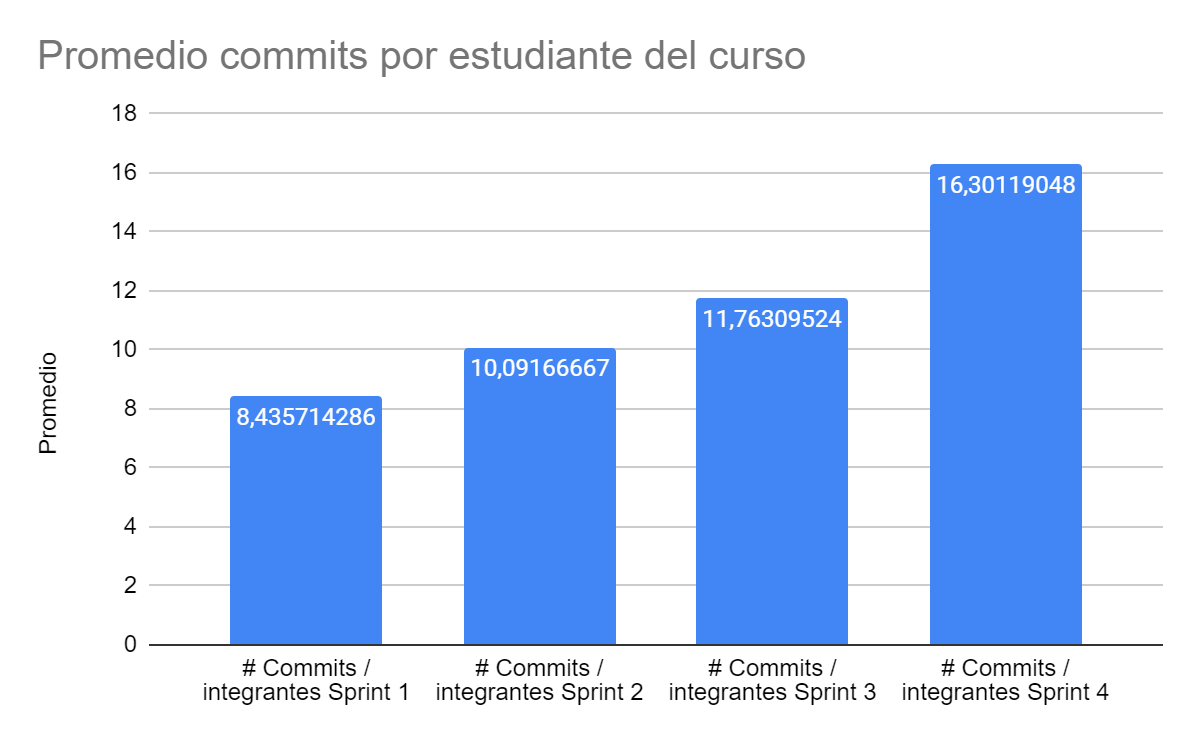 Promedio commits por estudiante del curso
18
16
14
12
10
8
6
4
2
0
Promedio
8,435714286
10,09166667
11,76309524
16,30119048
# Commits /
integrantes Sprint 1
# Commits /
integrantes Sprint 2
# Commits /
integrantes Sprint 3
# Commits /
integrantes Sprint 4